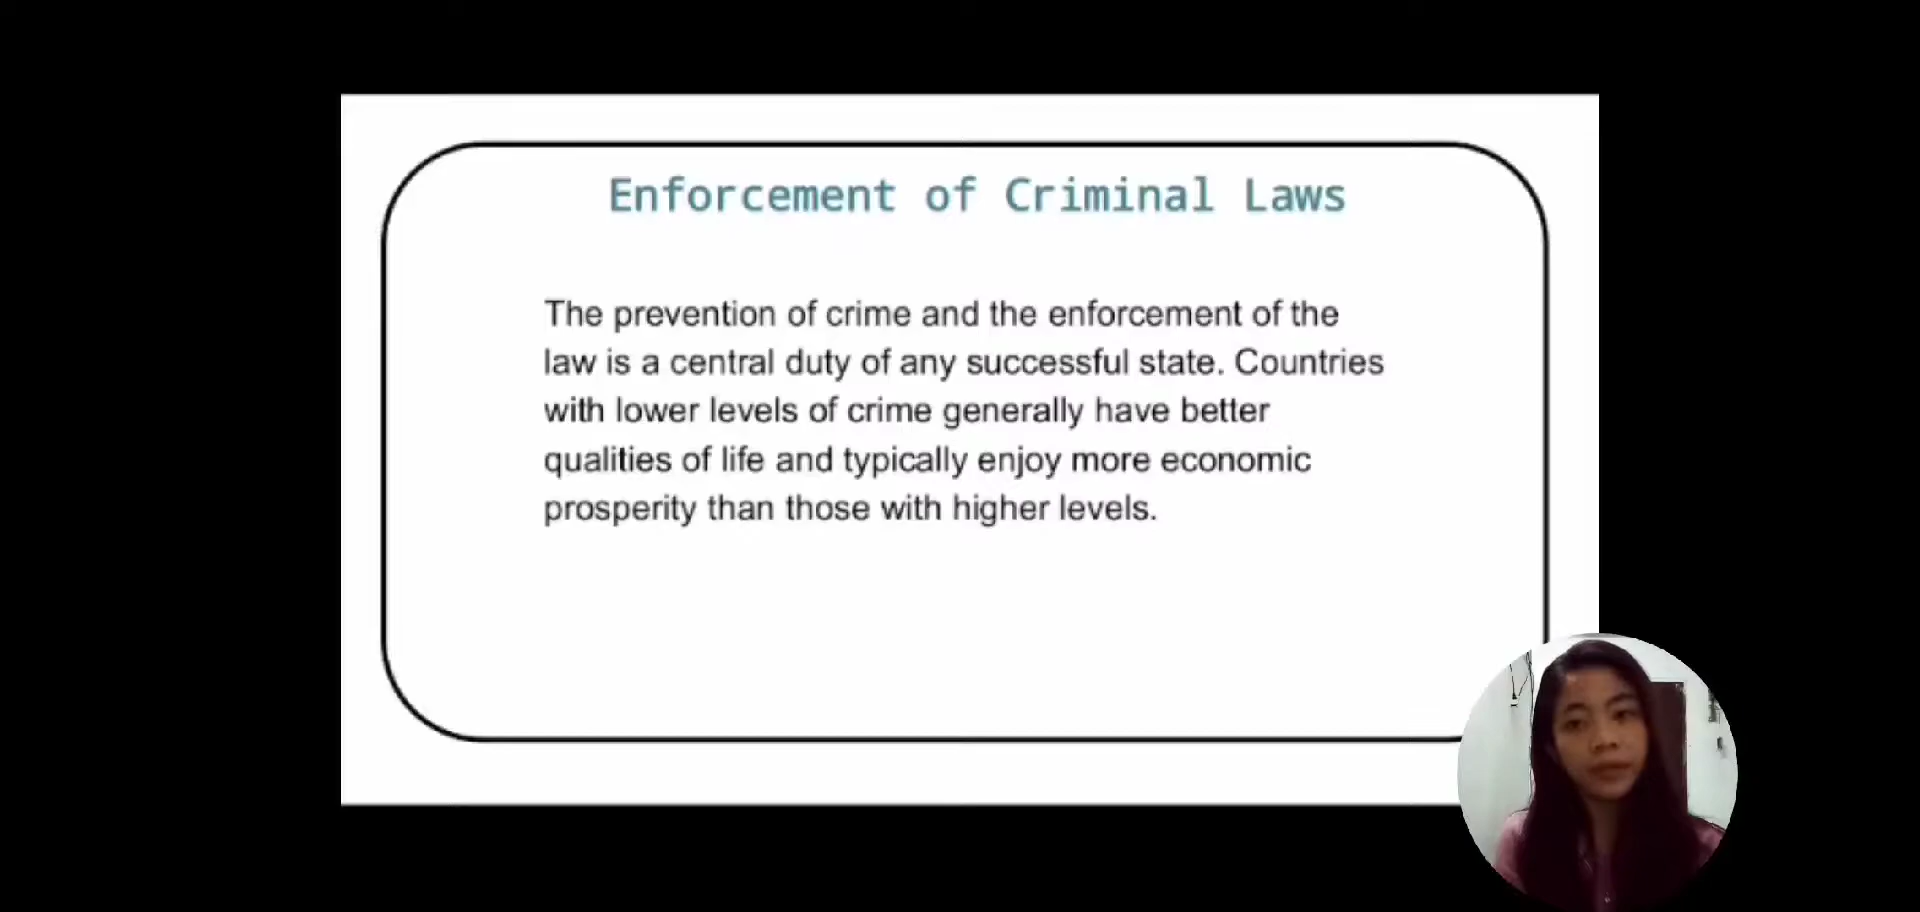 Enforcement of Criminal Laws
The prevention of crime and the enforcement of the
law is a central duty of any successful state. Countries
with lower levels of crime generally have better
qualities of life and typically enjoy more economic
prosperity than those with higher levels.